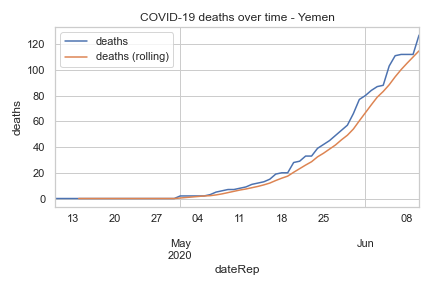 COVID-19 deaths over time - Yemen
deaths
deaths (rolling)
120
100
80
60
40
20
0
deaths
13 20 27 04 11 18 25 08
May Jun
2020
dateRep